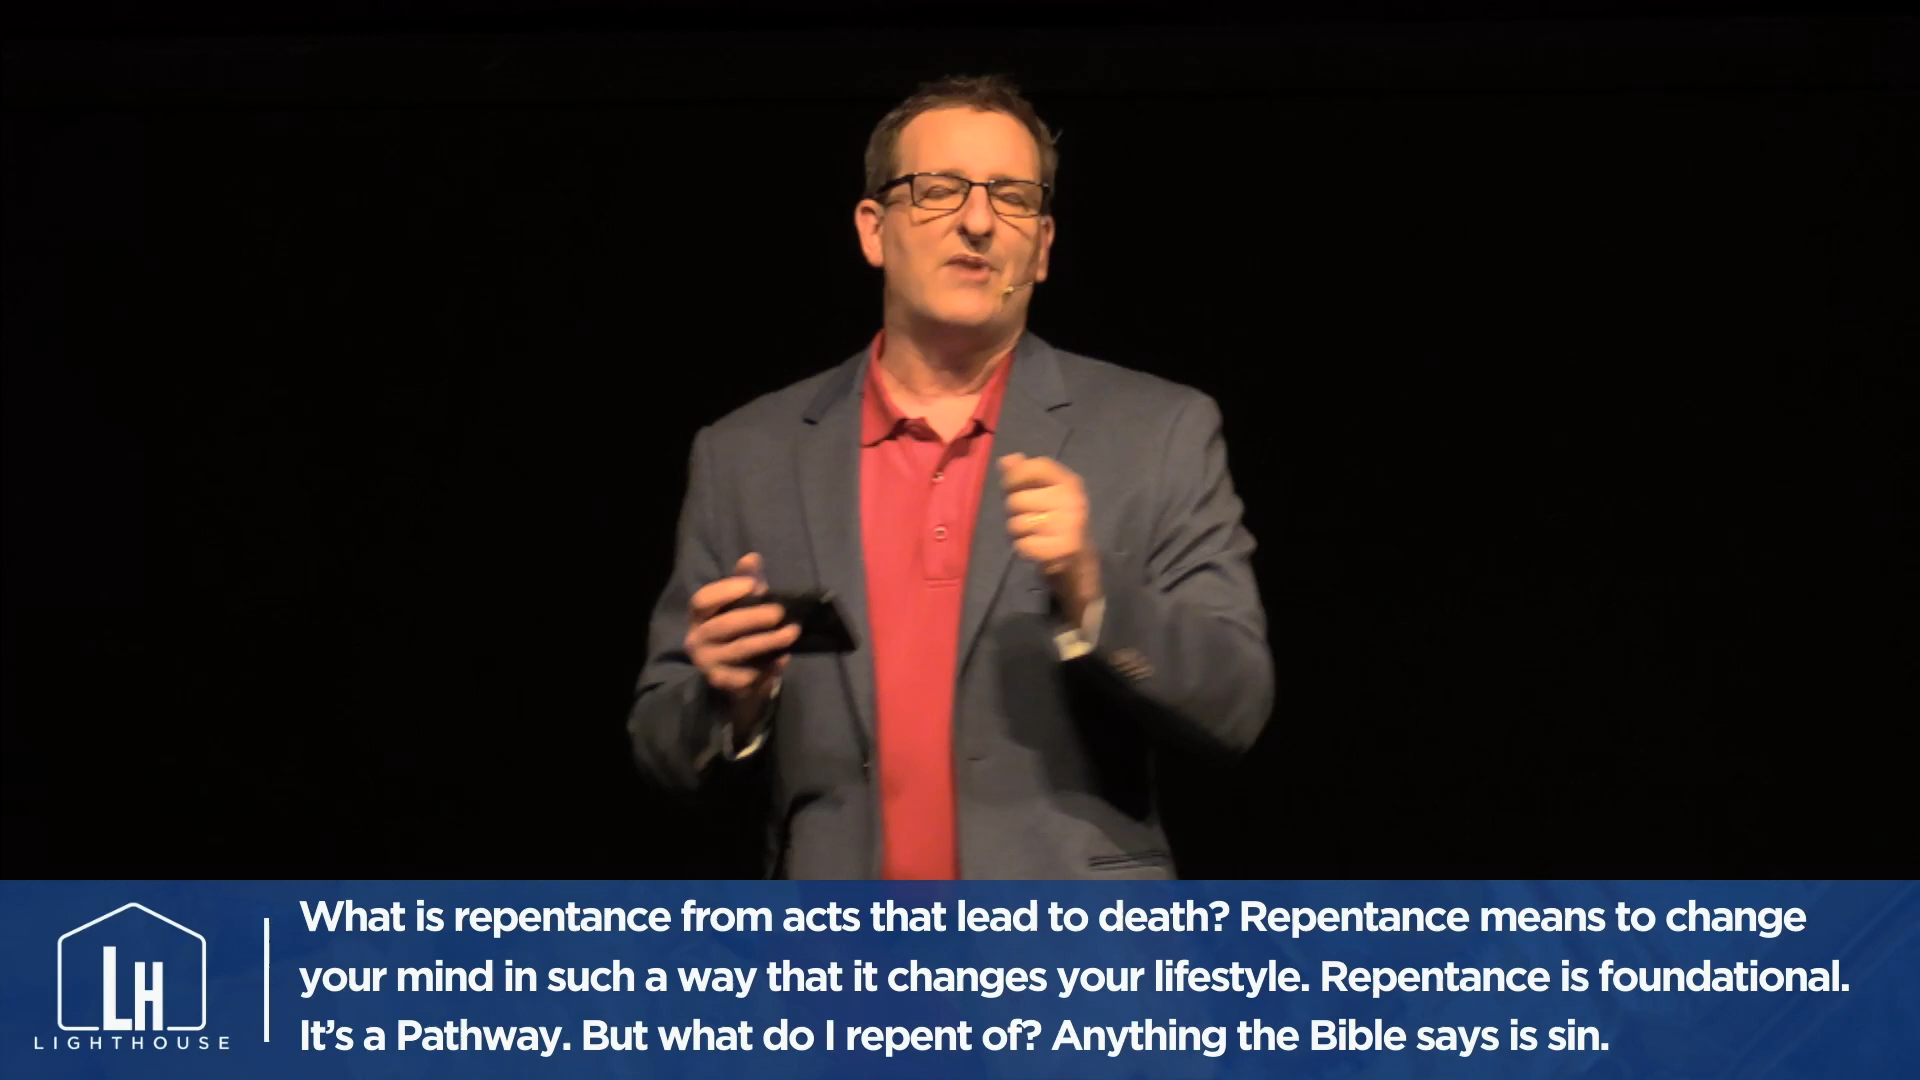 What is repentance from acts that lead to death? Repentance means to change
your mind in such a way that it changes your lifestyle. Repentance is foundational.
It’s a Pathway. But what do I repent of? Anything the Bible says is sin.
LH
LIGHTHOUSE